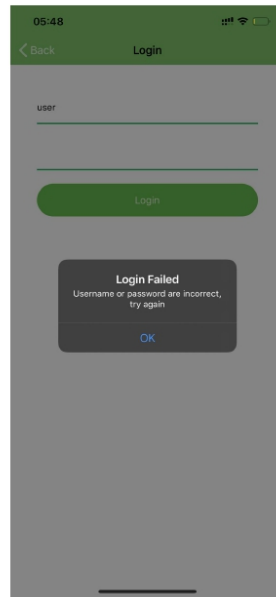 05:48
Back
Login
user
Login
Login Failed
Username or password are incorrect,
try again
OK